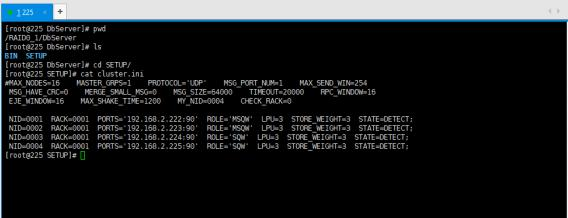 1 225
[root@225 DbServer]# pwd
/RAID0_1/DbServer
[root@225 DbServer]# ls
BIN SETUP
[root@225 DbServer]# cd SETUP/
[root@225 SETUP]# cat cluster.ini
#MAX_NODES=16 MASTER_GRPS=1 PROTOCOL='UDP' MSG_PORT_NUM=1 MAX_SEND_WIN=254
MSG_HAVE_CRC=0 MERGE_SMALL_MSG=0 MSG_SIZE=64000 TIMEOUT=20000 RPC_WINDOW=16
EJE_WINDOW=16 MAX_SHAKE_TIME=1200 MY_NID=0004 CHECK_RACK=0
NID=0001 RACK=0001 PORTS='192.168.2.222:90' ROLE='MSQW' LPU=3 STORE_WEIGHT=3 STATE=DETECT;
NID=0002 RACK=0001 PORTS='192.168.2.223:90' ROLE='MSQW' LPU=3 STORE_WEIGHT=3 STATE=DETECT;
NID=0003 RACK=0001 PORTS='192.168.2.224:90' ROLE='SQW' LPU=3 STORE_WEIGHT=3 STATE=DETECT;
NID=0004 RACK=0001 PORTS='192.168.2.225:90' ROLE='SQW' LPU=3 STORE_WEIGHT=3 STATE=DETECT;
[root@225 SETUP]#